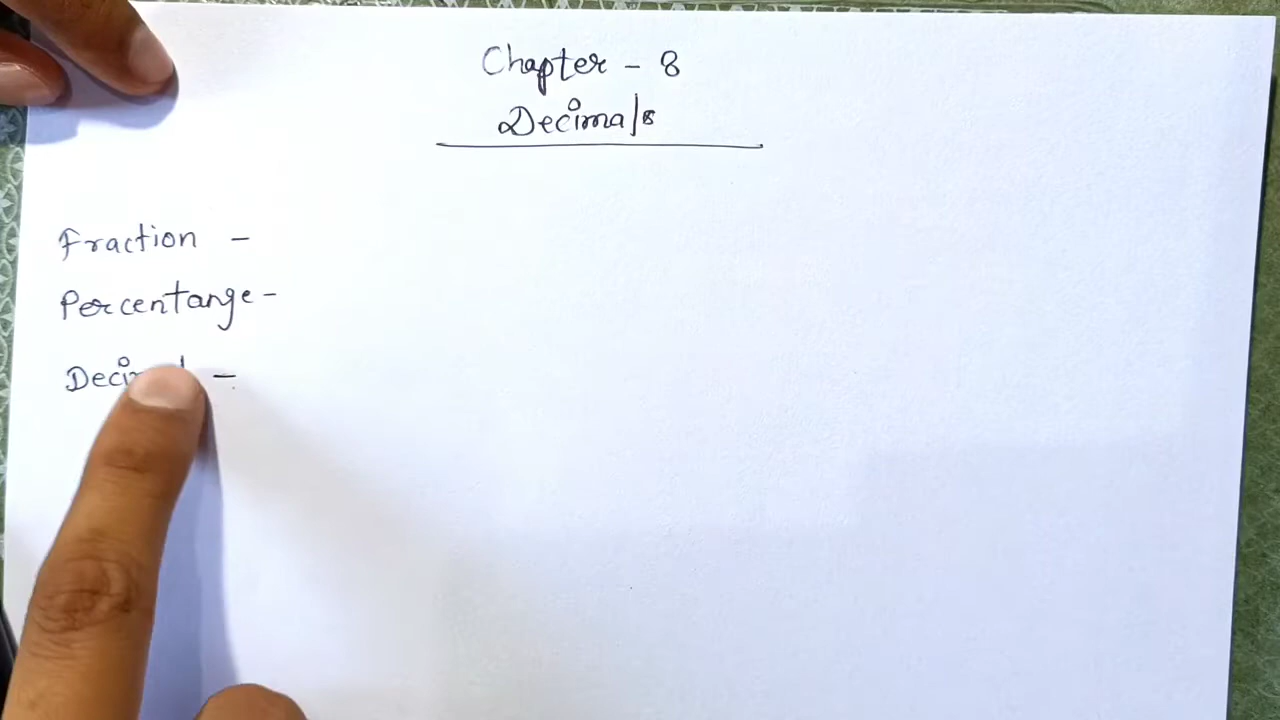 Chapter - 8
Decimals
Fraction -
Percentange -
-